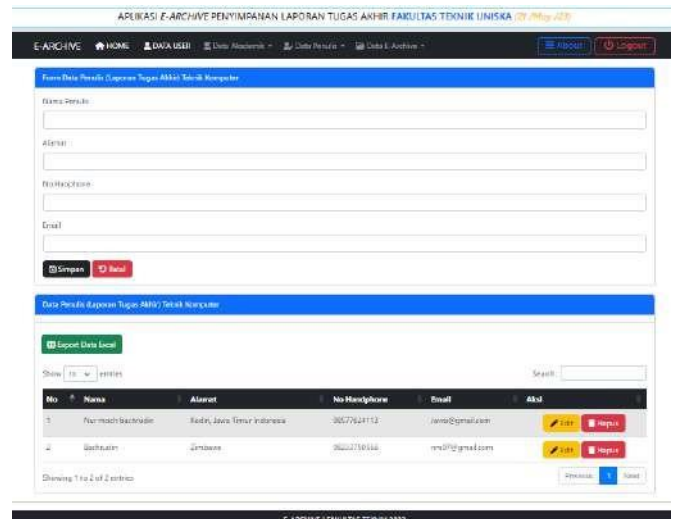 APLIKASI E-ARCHIVE PENYIMPANAN LAPORAN TUGAS AKHIR FAKULTAS TEKNIK UNISKA
E-ARCHIVE HOME DATA USER Data Akademik Data Penulis Data E-Archive About Logout
Form Data Penulis (Laporan Tugas Akhir) Teknik Komputer
Nama Penulis
Alamat
No Handphone
Email
Simpan Batal
Data Penulis (Laporan Tugas Akhir) Teknik Komputer
Export Data Excel
Show 10 entries Search:
No Nama Alamat No Handphone Email Aksi
1 Nur moch bachrudin Kediri, Jawa Timur Indonesia Edit Hapus
2 Edit Hapus
Showing 1 to 2 of 2 entries Previous 1 Next